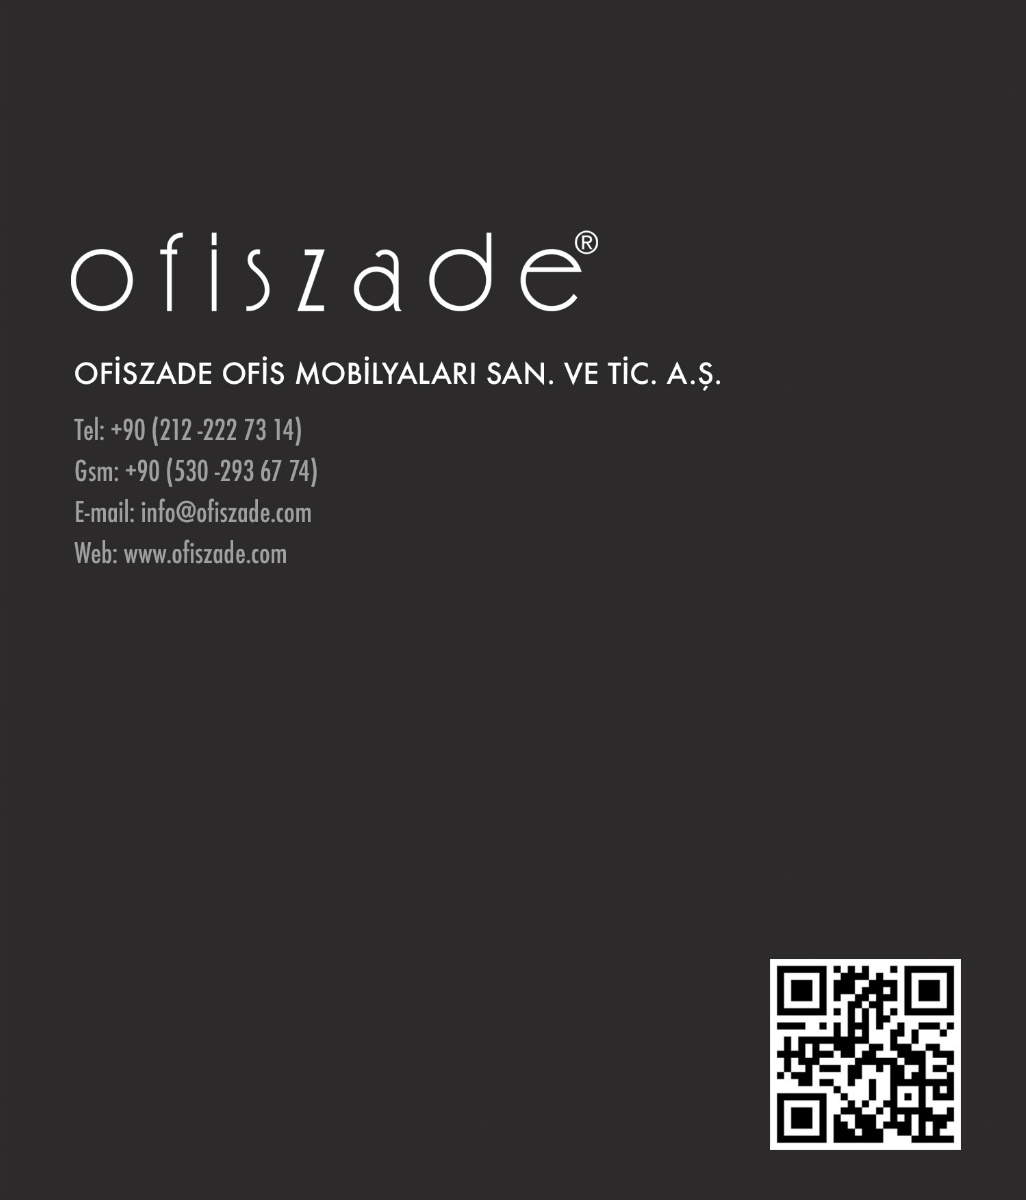 ofiszade®
OFİSZADE OFİS MOBİLYALARI SAN. VE TİC. A.Ş.
Tel: +90 (212 -222 73 14)
Gsm: +90 (530 -293 67 74)
E-mail: info@ofiszade.com
Web: www.ofiszade.com